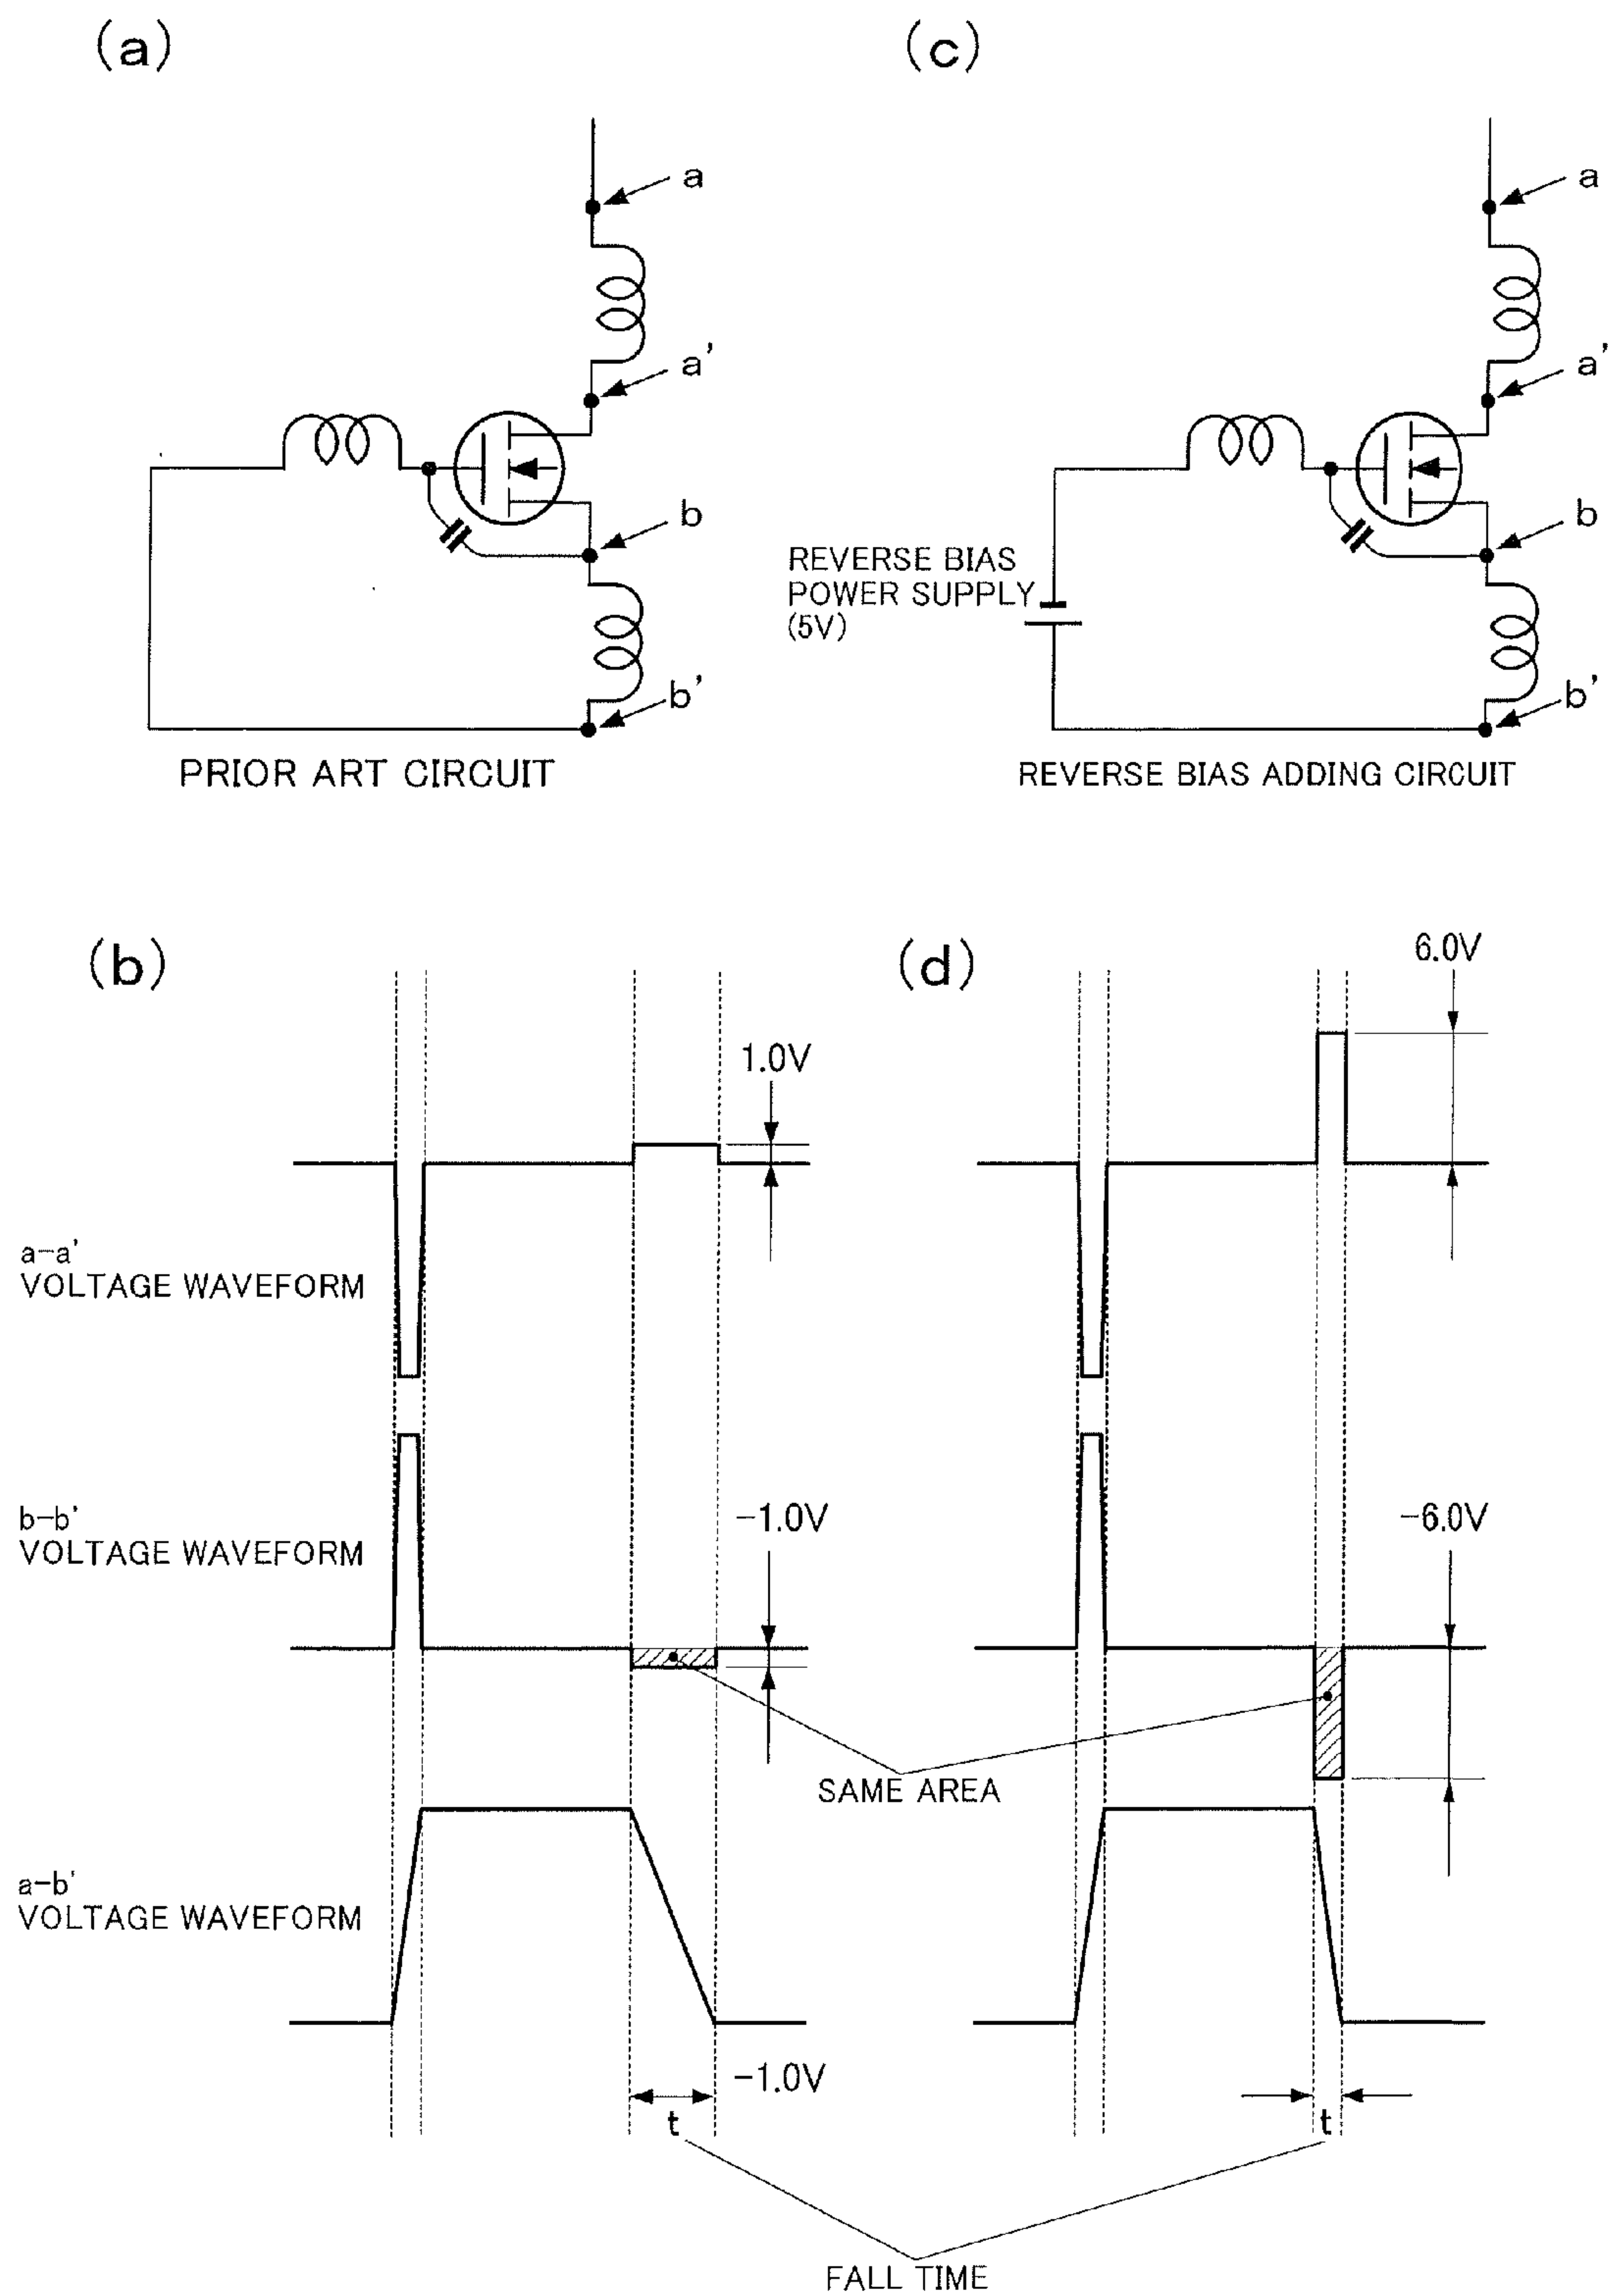 (a)
a
a'
b
b'
PRIOR ART CIRCUIT
(c)
a
a'
b
REVERSE BIAS
POWER SUPPLY
(5V)
b'
REVERSE BIAS ADDING CIRCUIT
(b)
1.0V
a-a'
VOLTAGE WAVEFORM
b-b'
VOLTAGE WAVEFORM
-1.0V
a-b'
VOLTAGE WAVEFORM
-1.0V
t
(d)
6.0V
-6.0V
SAME AREA
t
FALL TIME